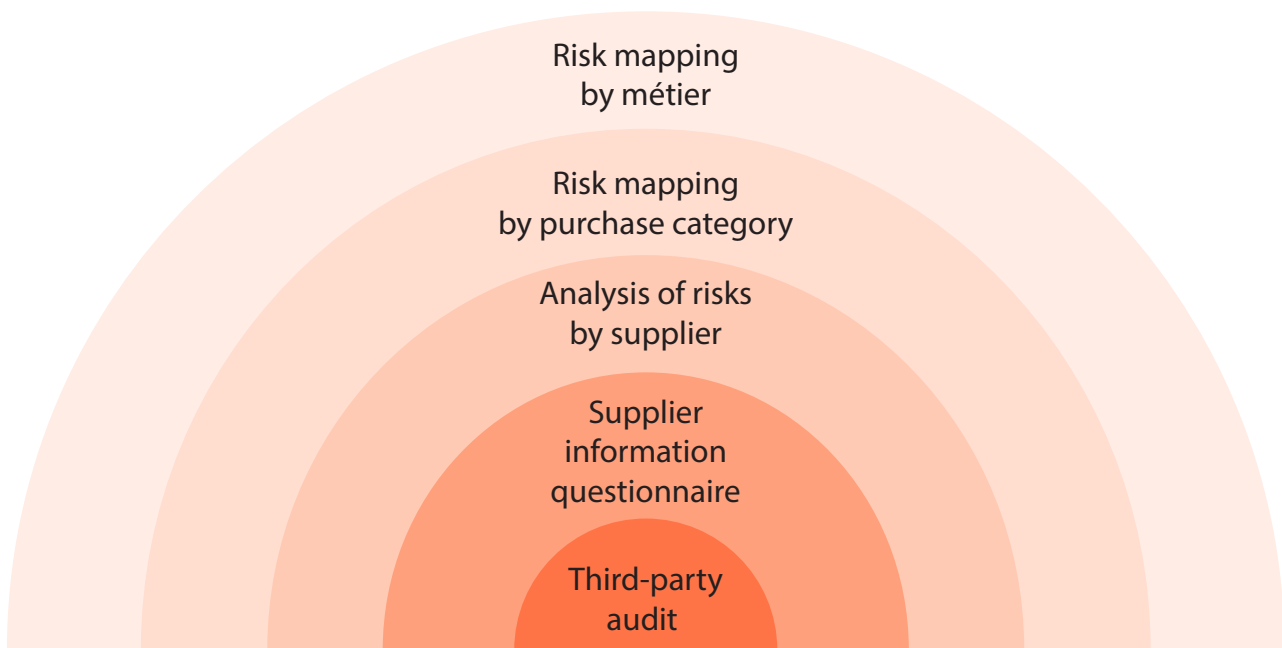 Risk mapping
by métier
Risk mapping
by purchase category
Analysis of risks
by supplier
Supplier
information
questionnaire
Third-party
audit